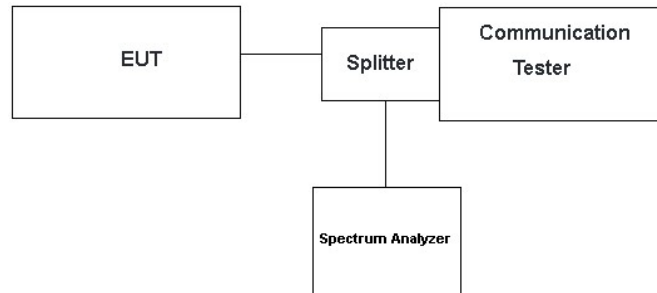 EUT
Splitter
Communication
Tester
Spectrum Analyzer